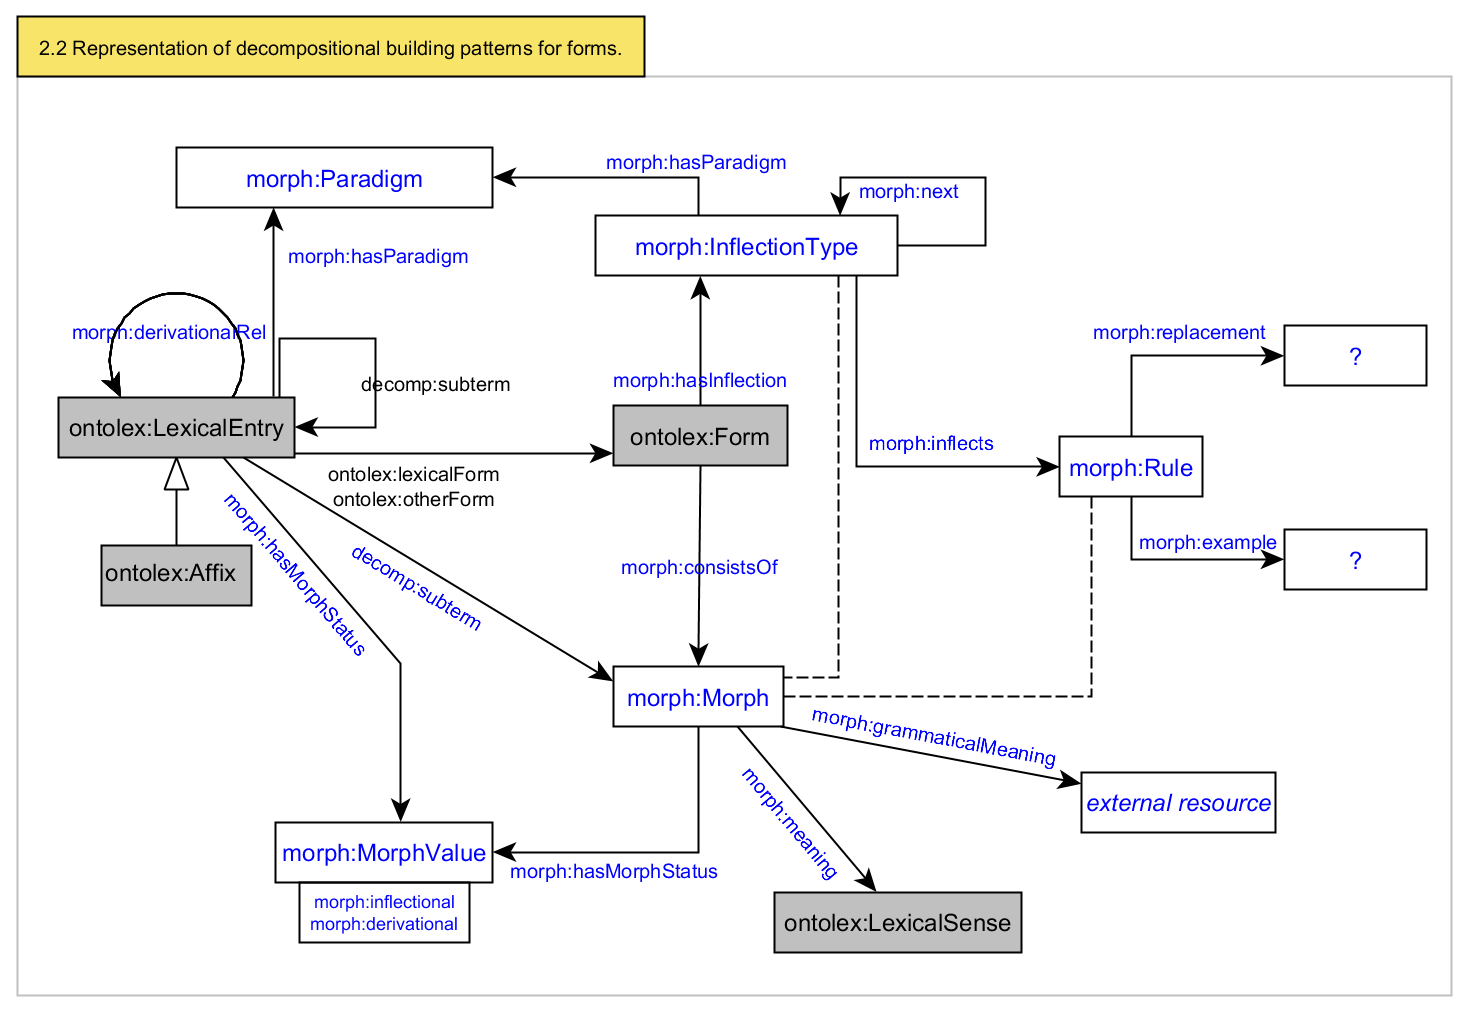 2.2 Representation of decompositional building patterns for forms.
morph:hasParadigm
morph:Paradigm
morph:next
morph:InflectionType
morph:hasParadigm
morph:derivationalRel
morph:replacement
?
decomp:subterm
morph:hasInflection
ontolex:LexicalEntry
ontolex:Form
morph:inflects
morph:Rule
ontolex:lexicalForm
ontolex:otherForm
morph:hasMorphStatus
decomp:subterm
morph:example
?
ontolex:Affix
morph:consistsOf
morph:Morph
morph:grammaticalMeaning
external resource
morph:meaning
morph:MorphValue
morph:hasMorphStatus
morph:inflectional
morph:derivational
ontolex:LexicalSense